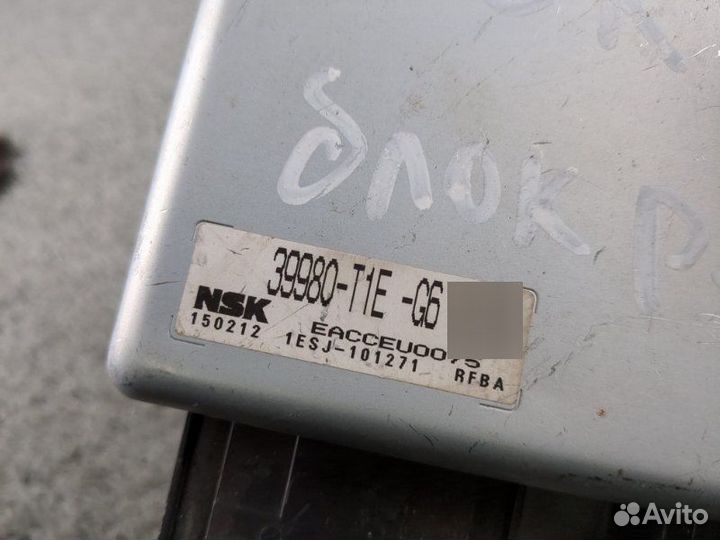 блок р
39980-T1E -G6
NSK
150212
EACCEU0075
1ESJ-101271
RFBA
Avito